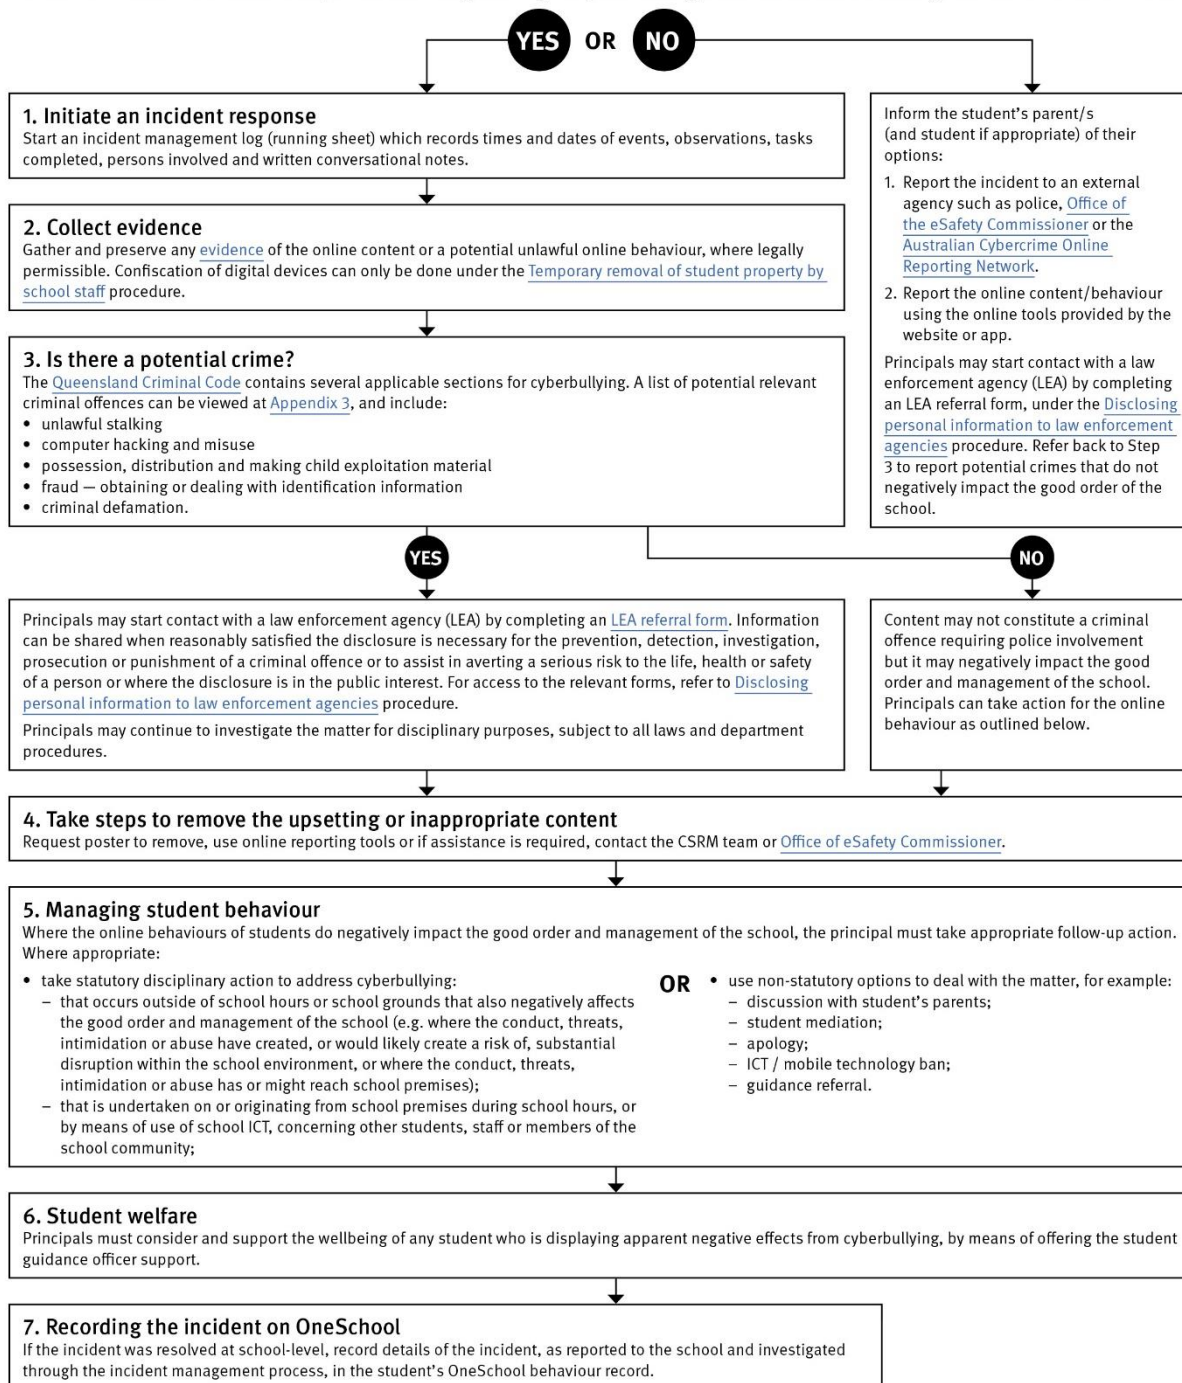 YES OR NO
1. Initiate an incident response
Start an incident management log (running sheet) which records times and dates of events, observations, tasks
completed, persons involved and written conversational notes.
2. Collect evidence
Gather and preserve any evidence of the online content or a potential unlawful online behaviour, where legally
permissible. Confiscation of digital devices can only be done under the Temporary removal of student property by
school staff procedure.
3. Is there a potential crime?
The Queensland Criminal Code contains several applicable sections for cyberbullying. A list of potential relevant
criminal offences can be viewed at Appendix 3, and include:
• unlawful stalking
• computer hacking and misuse
• possession, distribution and making child exploitation material
• fraud — obtaining or dealing with identification information
• criminal defamation.
Inform the student's parent/s
(and student if appropriate) of their
options:
1. Report the incident to an external
agency such as police, Office of
the eSafety Commissioner or the
Australian Cybercrime Online
Reporting Network.
2. Report the online content/behaviour
using the online tools provided by the
website or app.
Principals may start contact with a law
enforcement agency (LEA) by completing
an LEA referral form, under the Disclosing
personal information to law enforcement
agencies procedure. Refer back to Step
3 to report potential crimes that do not
negatively impact the good order of the
school.
YES
NO
Principals may start contact with a law enforcement agency (LEA) by completing an LEA referral form. Information
can be shared when reasonably satisfied the disclosure is necessary for the prevention, detection, investigation,
prosecution or punishment of a criminal offence or to assist in averting a serious risk to the life, health or safety
of a person or where the disclosure is in the public interest. For access to the relevant forms, refer to Disclosing
personal information to law enforcement agencies procedure.
Principals may continue to investigate the matter for disciplinary purposes, subject to all laws and department
procedures.
Content may not constitute a criminal
offence requiring police involvement
but it may negatively impact the good
order and management of the school.
Principals can take action for the online
behaviour as outlined below.
4. Take steps to remove the upsetting or inappropriate content
Request poster to remove, use online reporting tools or if assistance is required, contact the CSRM team or Office of eSafety Commissioner.
5. Managing student behaviour
Where the online behaviours of students do negatively impact the good order and management of the school, the principal must take appropriate follow-up action.
Where appropriate:
• take statutory disciplinary action to address cyberbullying:
– that occurs outside of school hours or school grounds that also negatively affects
the good order and management of the school (e.g. where the conduct, threats,
intimidation or abuse have created, or would likely create a risk of, substantial
disruption within the school environment, or where the conduct, threats,
intimidation or abuse has or might reach school premises);
– that is undertaken on or originating from school premises during school hours, or
by means of use of school ICT, concerning other students, staff or members of the
school community;
OR
• use non-statutory options to deal with the matter, for example:
– discussion with student's parents;
– student mediation;
– apology;
– ICT / mobile technology ban;
– guidance referral.
6. Student welfare
Principals must consider and support the wellbeing of any student who is displaying apparent negative effects from cyberbullying, by means of offering the student
guidance officer support.
7. Recording the incident on OneSchool
If the incident was resolved at school-level, record details of the incident, as reported to the school and investigated
through the incident management process, in the student's OneSchool behaviour record.